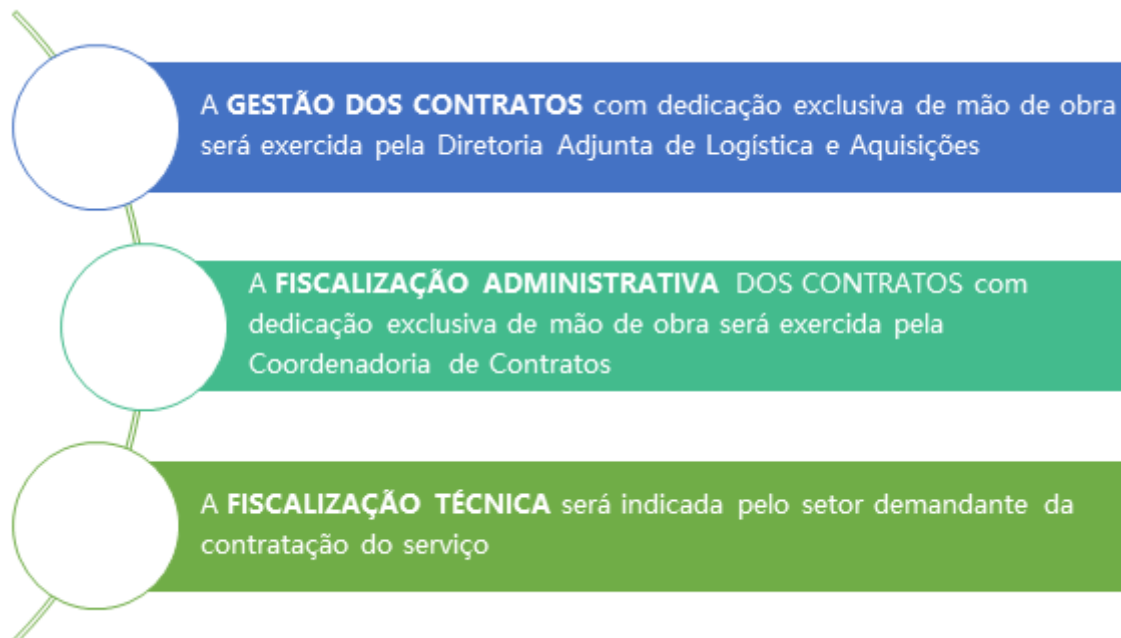 A GESTÃO DOS CONTRATOS com dedicação exclusiva de mão de obra
será exercida pela Diretoria Adjunta de Logística e Aquisições
A FISCALIZAÇÃO ADMINISTRATIVA DOS CONTRATOS com
dedicação exclusiva de mão de obra será exercida pela
Coordenadoria de Contratos
A FISCALIZAÇÃO TÉCNICA será indicada pelo setor demandante da
contratação do serviço